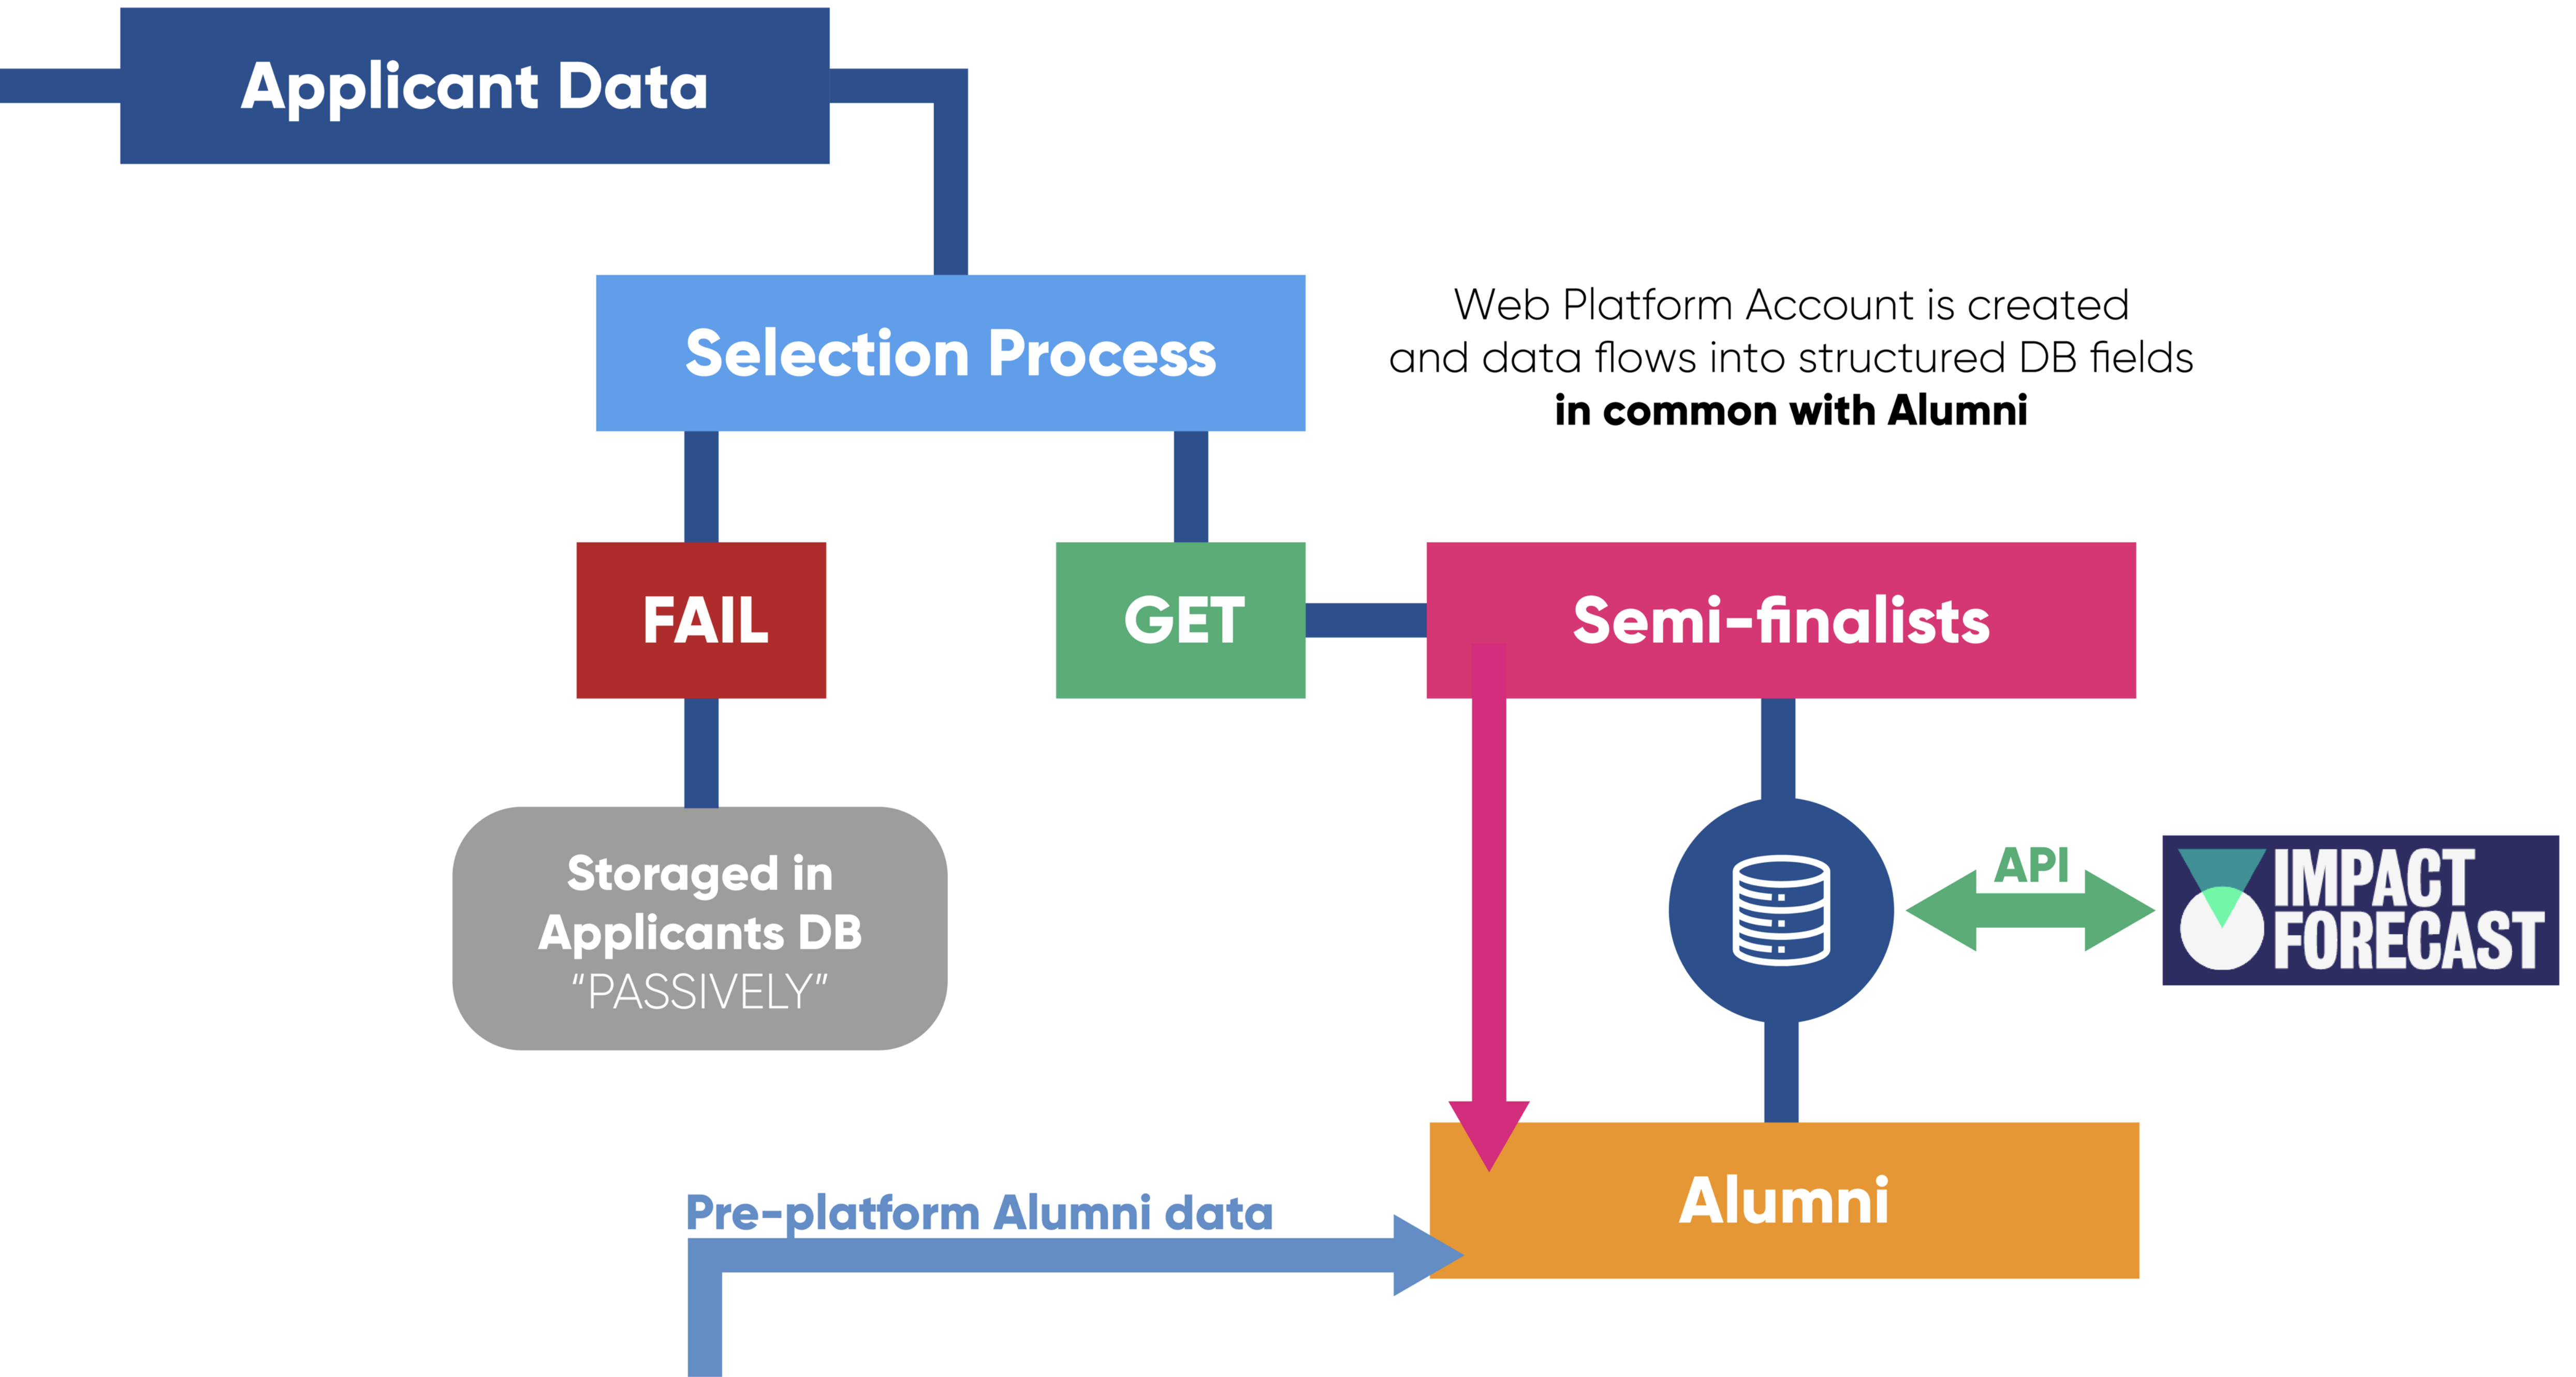 Applicant Data
Selection Process
Web Platform Account is created
and data flows into structured DB fields
in common with Alumni
FAIL
GET
Semi-finalists
Storaged in
Applicants DB
“PASSIVELY”
API
IMPACT
FORECAST
Pre-platform Alumni data
Alumni